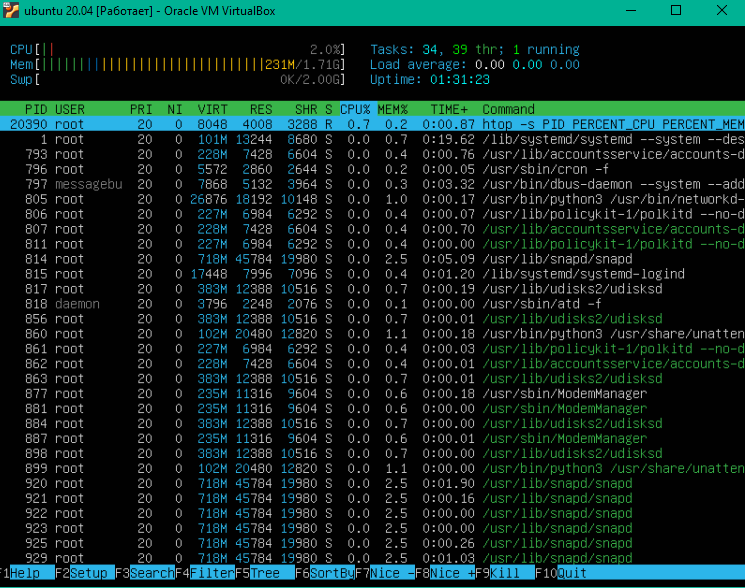 ubuntu 20.04 [Работает] - Oracle VM VirtualBox
CPU[|| 2.0%] Tasks: 34, 39 thr; 1 running
Mem[||||||||||||||||||||||||||||||231M/1.71G] Load average: 0.00 0.00 0.00
Swp[ 0K/2.00G] Uptime: 01:31:23
PID USER PRI NI VIRT RES SHR S CPU% MEM% TIME+ Command
20390 root 20 0 8048 4008 3288 R 0.7 0.2 0:00.87 htop -s PID PERCENT_CPU PERCENT_MEM
1 root 20 0 101M 13244 8680 S 0.0 0.7 0:19.62 /lib/systemd/systemd --system --des
793 root 20 0 228M 7428 6604 S 0.0 0.4 0:00.76 /usr/lib/accountsservice/accounts-d
796 root 20 0 5572 2860 2644 S 0.0 0.2 0:00.05 /usr/sbin/cron -f
797 messagebu 20 0 7868 5132 3964 S 0.0 0.3 0:03.32 /usr/bin/dbus-daemon --system --add
805 root 20 0 26876 18192 10148 S 0.0 1.0 0:00.17 /usr/bin/python3 /usr/bin/networkd-
806 root 20 0 227M 6984 6292 S 0.0 0.4 0:00.07 /usr/lib/policykit-1/polkitd --no-d
807 root 20 0 228M 7428 6604 S 0.0 0.4 0:00.70 /usr/lib/accountsservice/accounts-d
811 root 20 0 227M 6984 6292 S 0.0 0.4 0:00.00 /usr/lib/policykit-1/polkitd --no-d
814 root 20 0 718M 45784 19980 S 0.0 2.5 0:05.09 /usr/lib/snapd/snapd
815 root 20 0 17448 7996 7096 S 0.0 0.4 0:01.20 /lib/systemd/systemd-logind
817 root 20 0 383M 12388 10516 S 0.0 0.7 0:00.19 /usr/lib/udisks2/udisksd
818 daemon 20 0 3796 2248 2076 S 0.0 0.1 0:00.00 /usr/sbin/atd -f
856 root 20 0 383M 12388 10516 S 0.0 0.7 0:00.01 /usr/lib/udisks2/udisksd
860 root 20 0 102M 20480 12820 S 0.0 1.1 0:00.18 /usr/bin/python3 /usr/share/unatten
861 root 20 0 227M 6984 6292 S 0.0 0.4 0:00.03 /usr/lib/policykit-1/polkitd --no-d
862 root 20 0 228M 7428 6604 S 0.0 0.4 0:00.01 /usr/lib/accountsservice/accounts-d
863 root 20 0 383M 12388 10516 S 0.0 0.7 0:00.01 /usr/lib/udisks2/udisksd
877 root 20 0 235M 11316 9604 S 0.0 0.6 0:00.18 /usr/sbin/ModemManager
881 root 20 0 235M 11316 9604 S 0.0 0.6 0:00.00 /usr/sbin/ModemManager
884 root 20 0 383M 12388 10516 S 0.0 0.7 0:00.00 /usr/lib/udisks2/udisksd
887 root 20 0 235M 11316 9604 S 0.0 0.6 0:00.01 /usr/sbin/ModemManager
898 root 20 0 383M 12388 10516 S 0.0 0.7 0:00.00 /usr/lib/udisks2/udisksd
899 root 20 0 102M 20480 12820 S 0.0 1.1 0:00.00 /usr/bin/python3 /usr/share/unatten
920 root 20 0 718M 45784 19980 S 0.0 2.5 0:01.90 /usr/lib/snapd/snapd
921 root 20 0 718M 45784 19980 S 0.0 2.5 0:00.16 /usr/lib/snapd/snapd
922 root 20 0 718M 45784 19980 S 0.0 2.5 0:00.00 /usr/lib/snapd/snapd
923 root 20 0 718M 45784 19980 S 0.0 2.5 0:00.00 /usr/lib/snapd/snapd
925 root 20 0 718M 45784 19980 S 0.0 2.5 0:00.26 /usr/lib/snapd/snapd
929 root 20 0 718M 45784 19980 S 0.0 2.5 0:01.03 /usr/lib/snapd/snapd
F1Help F2Setup F3SearchF4FilterF5Tree F6SortByF7Nice -F8Nice +F9Kill F10Quit